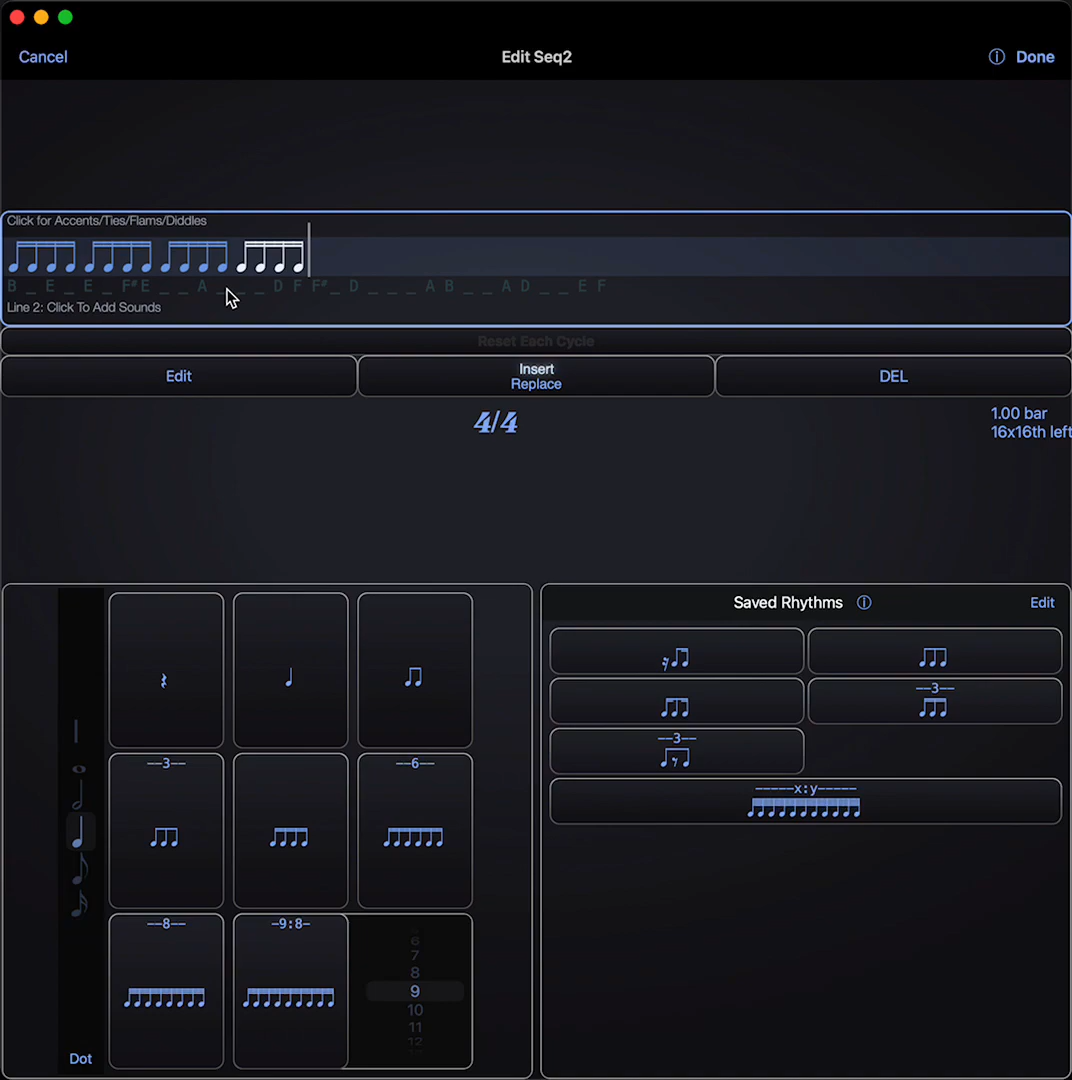 Cancel
Edit Seq2
ⓘ Done
Click for Accents/Ties/Flams/Diddles
B _ E _ E _ F#E _ _ A _ _ _ D F F# _ D _ _ _ A B _ _ A D _ _ E F
Line 2: Click To Add Sounds
Reset Each Cycle
Edit
Insert
Replace
DEL
4/4
1.00 bar
16x16th left
Saved Rhythms ⓘ
Edit
--3--
--3--
-----x:y-----
--3--
--6--
--8--
-9:8-
6
7
8
9
10
11
12
Dot